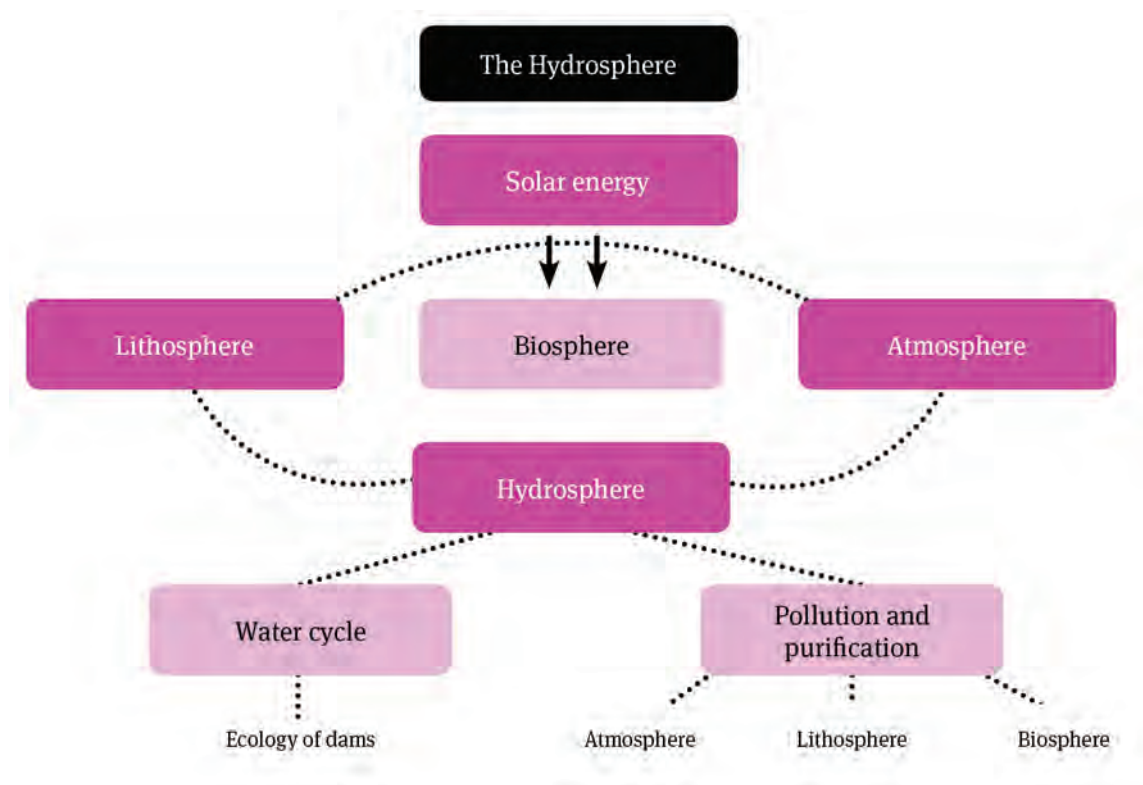 The Hydrosphere
Solar energy
Lithosphere
Biosphere
Atmosphere
Hydrosphere
Water cycle
Pollution and
purification
Ecology of dams
Atmosphere
Lithosphere
Biosphere